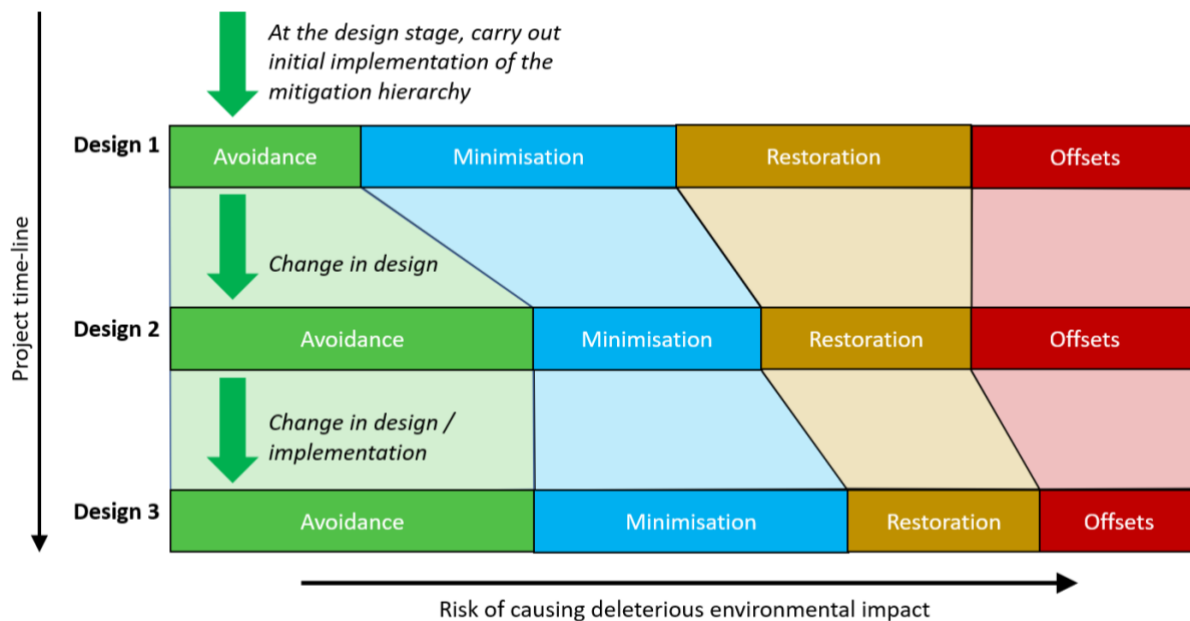 At the design stage, carry out
initial implementation of the
mitigation hierarchy
Design 1
Avoidance
Minimisation
Restoration
Offsets
Change in design
Project time-line
Design 2
Avoidance
Minimisation
Restoration
Offsets
Change in design /
implementation
Design 3
Avoidance
Minimisation
Restoration
Offsets
Risk of causing deleterious environmental impact